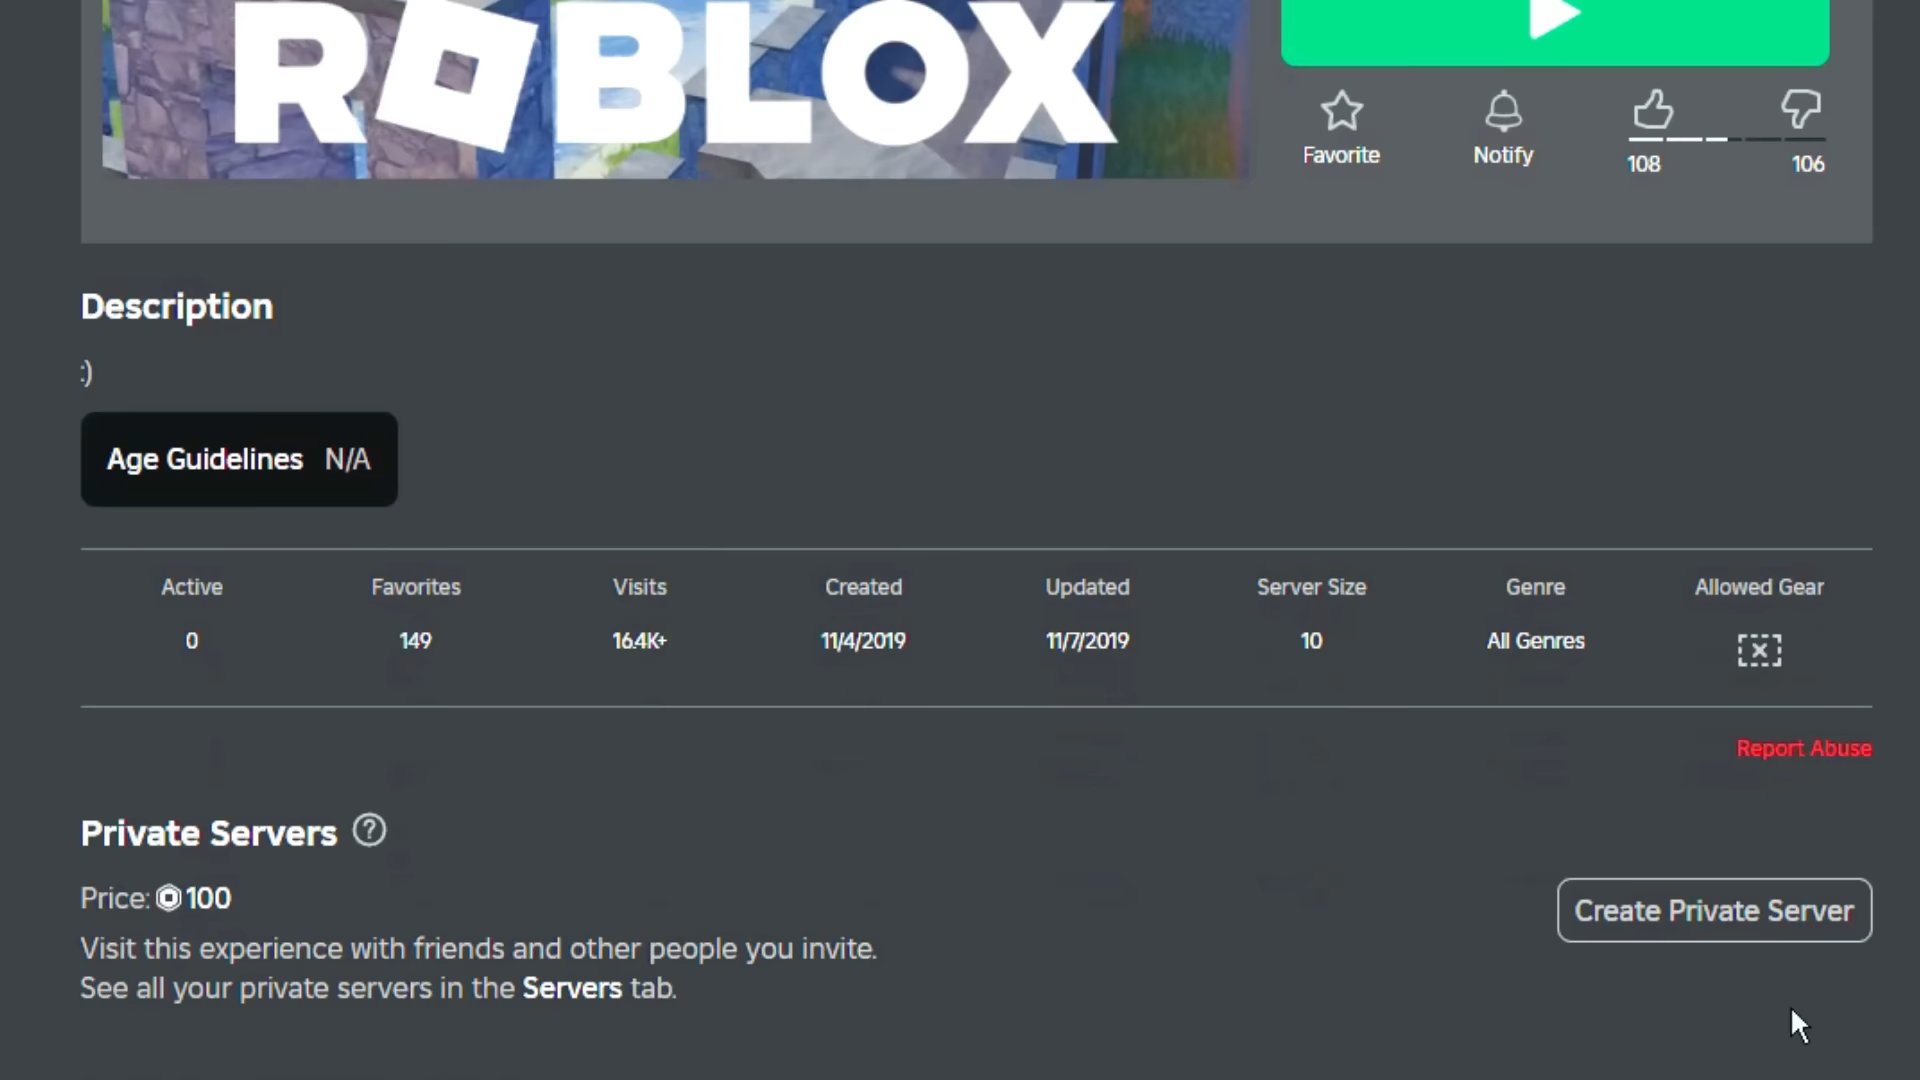 ROBLOX
Favorite
Notify
108
106
Description
:)
Age Guidelines N/A
Active Favorites Visits Created Updated Server Size Genre Allowed Gear
0 149 16.4K+ 11/4/2019 11/7/2019 10 All Genres
Report Abuse
Private Servers ?
Price: 100
Create Private Server
Visit this experience with friends and other people you invite.
See all your private servers in the Servers tab.